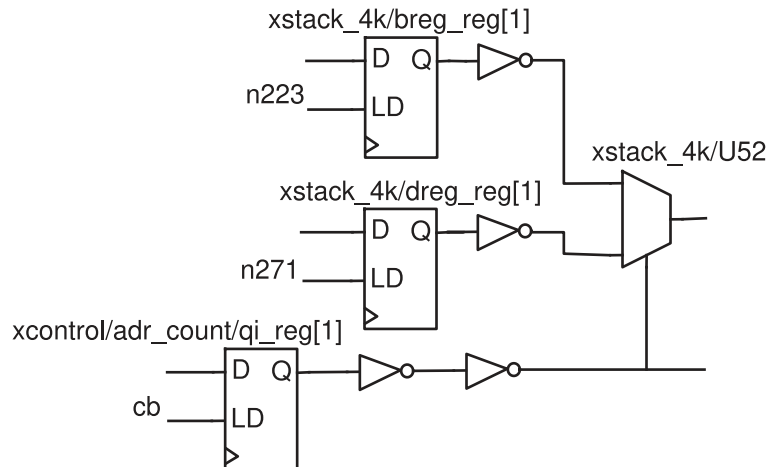 xstack_4k/breg_reg[1]
D Q
n223
LD
xstack_4k/U52
xstack_4k/dreg_reg[1]
D Q
n271
LD
xcontrol/adr_count/qi_reg[1]
D Q
cb
LD